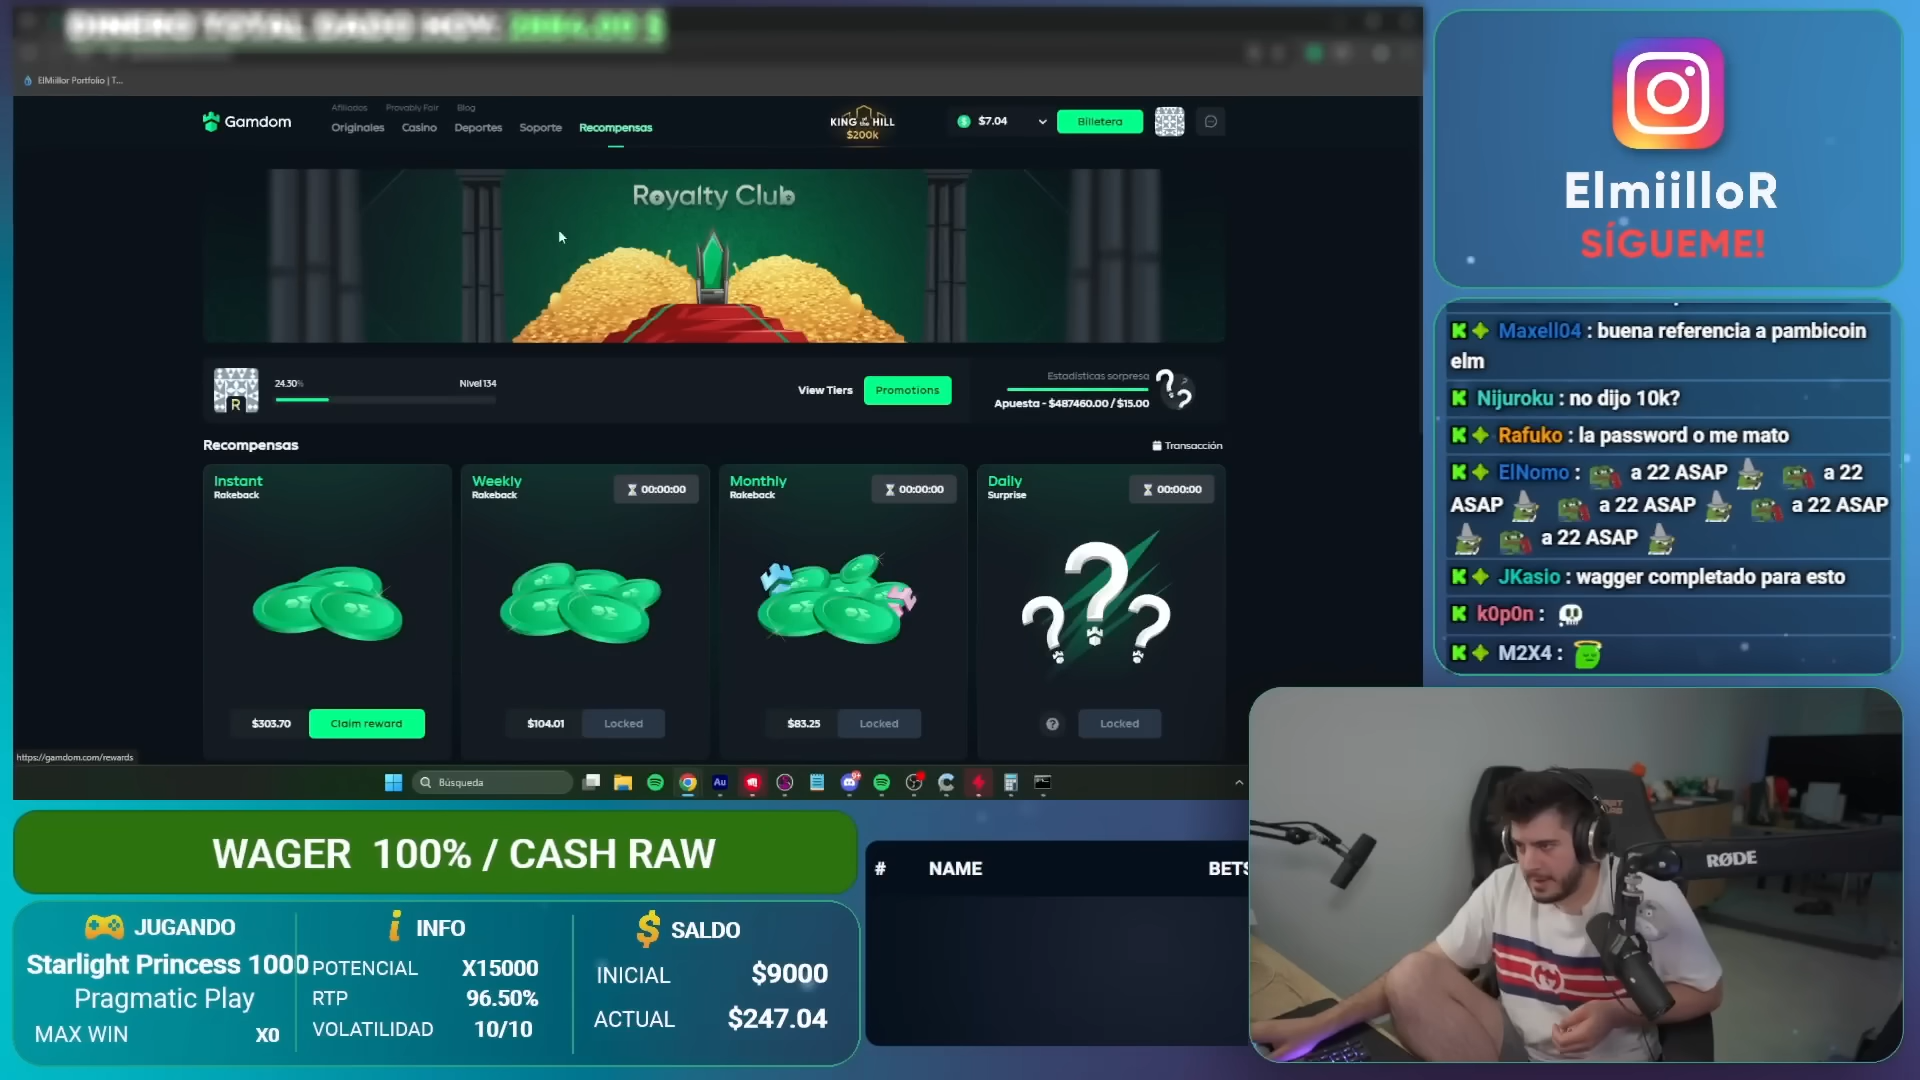 DINERO TOTAL DADO HOY:
ElMiillor Portfolio | T...
Gamdom
Afiliados Provably Fair Blog
Originales Casino Deportes Soporte Recompensas
KING of the HILL
$200k
$7.04
Billetera
Royalty Club
24.30%
Nivel 134
R
View Tiers
Promotions
Estadísticas sorpresa
Apuesta - $487460.00 / $15.00
Recompensas
Transacción
Instant
Rakeback
$303.70
Claim reward
Weekly
Rakeback
00:00:00
$104.01
Locked
Monthly
Rakeback
00:00:00
$83.25
Locked
Daily
Surprise
00:00:00
Locked
https://gamdom.com/rewards
Búsqueda
Au
WAGER 100% / CASH RAW
JUGANDO
Starlight Princess 1000
Pragmatic Play
MAX WIN X0
INFO
POTENCIAL X15000
RTP 96.50%
VOLATILIDAD 10/10
SALDO
INICIAL $9000
ACTUAL $247.04
# NAME BETS
ElmiilloR
SÍGUEME!
Maxell04 : buena referencia a pambicoin
elm
Nijuroku : no dijo 10k?
Rafuko : la password o me mato
ElNomo : a 22 ASAP a 22
ASAP a 22 ASAP a 22 ASAP
a 22 ASAP
JKasio : wagger completado para esto
k0p0n :
M2X4 :
RØDE